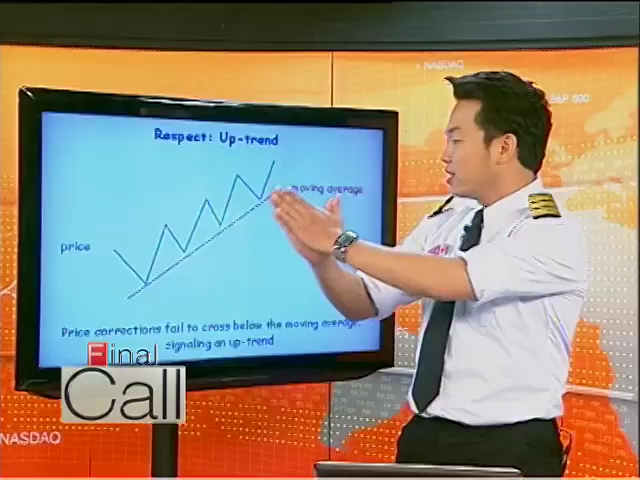 NASDAQ
S&P 500
Respect: Up-trend
moving average
price
Price corrections fail to cross below the moving average,
signaling an up-trend
Final
Call
NASDAQ